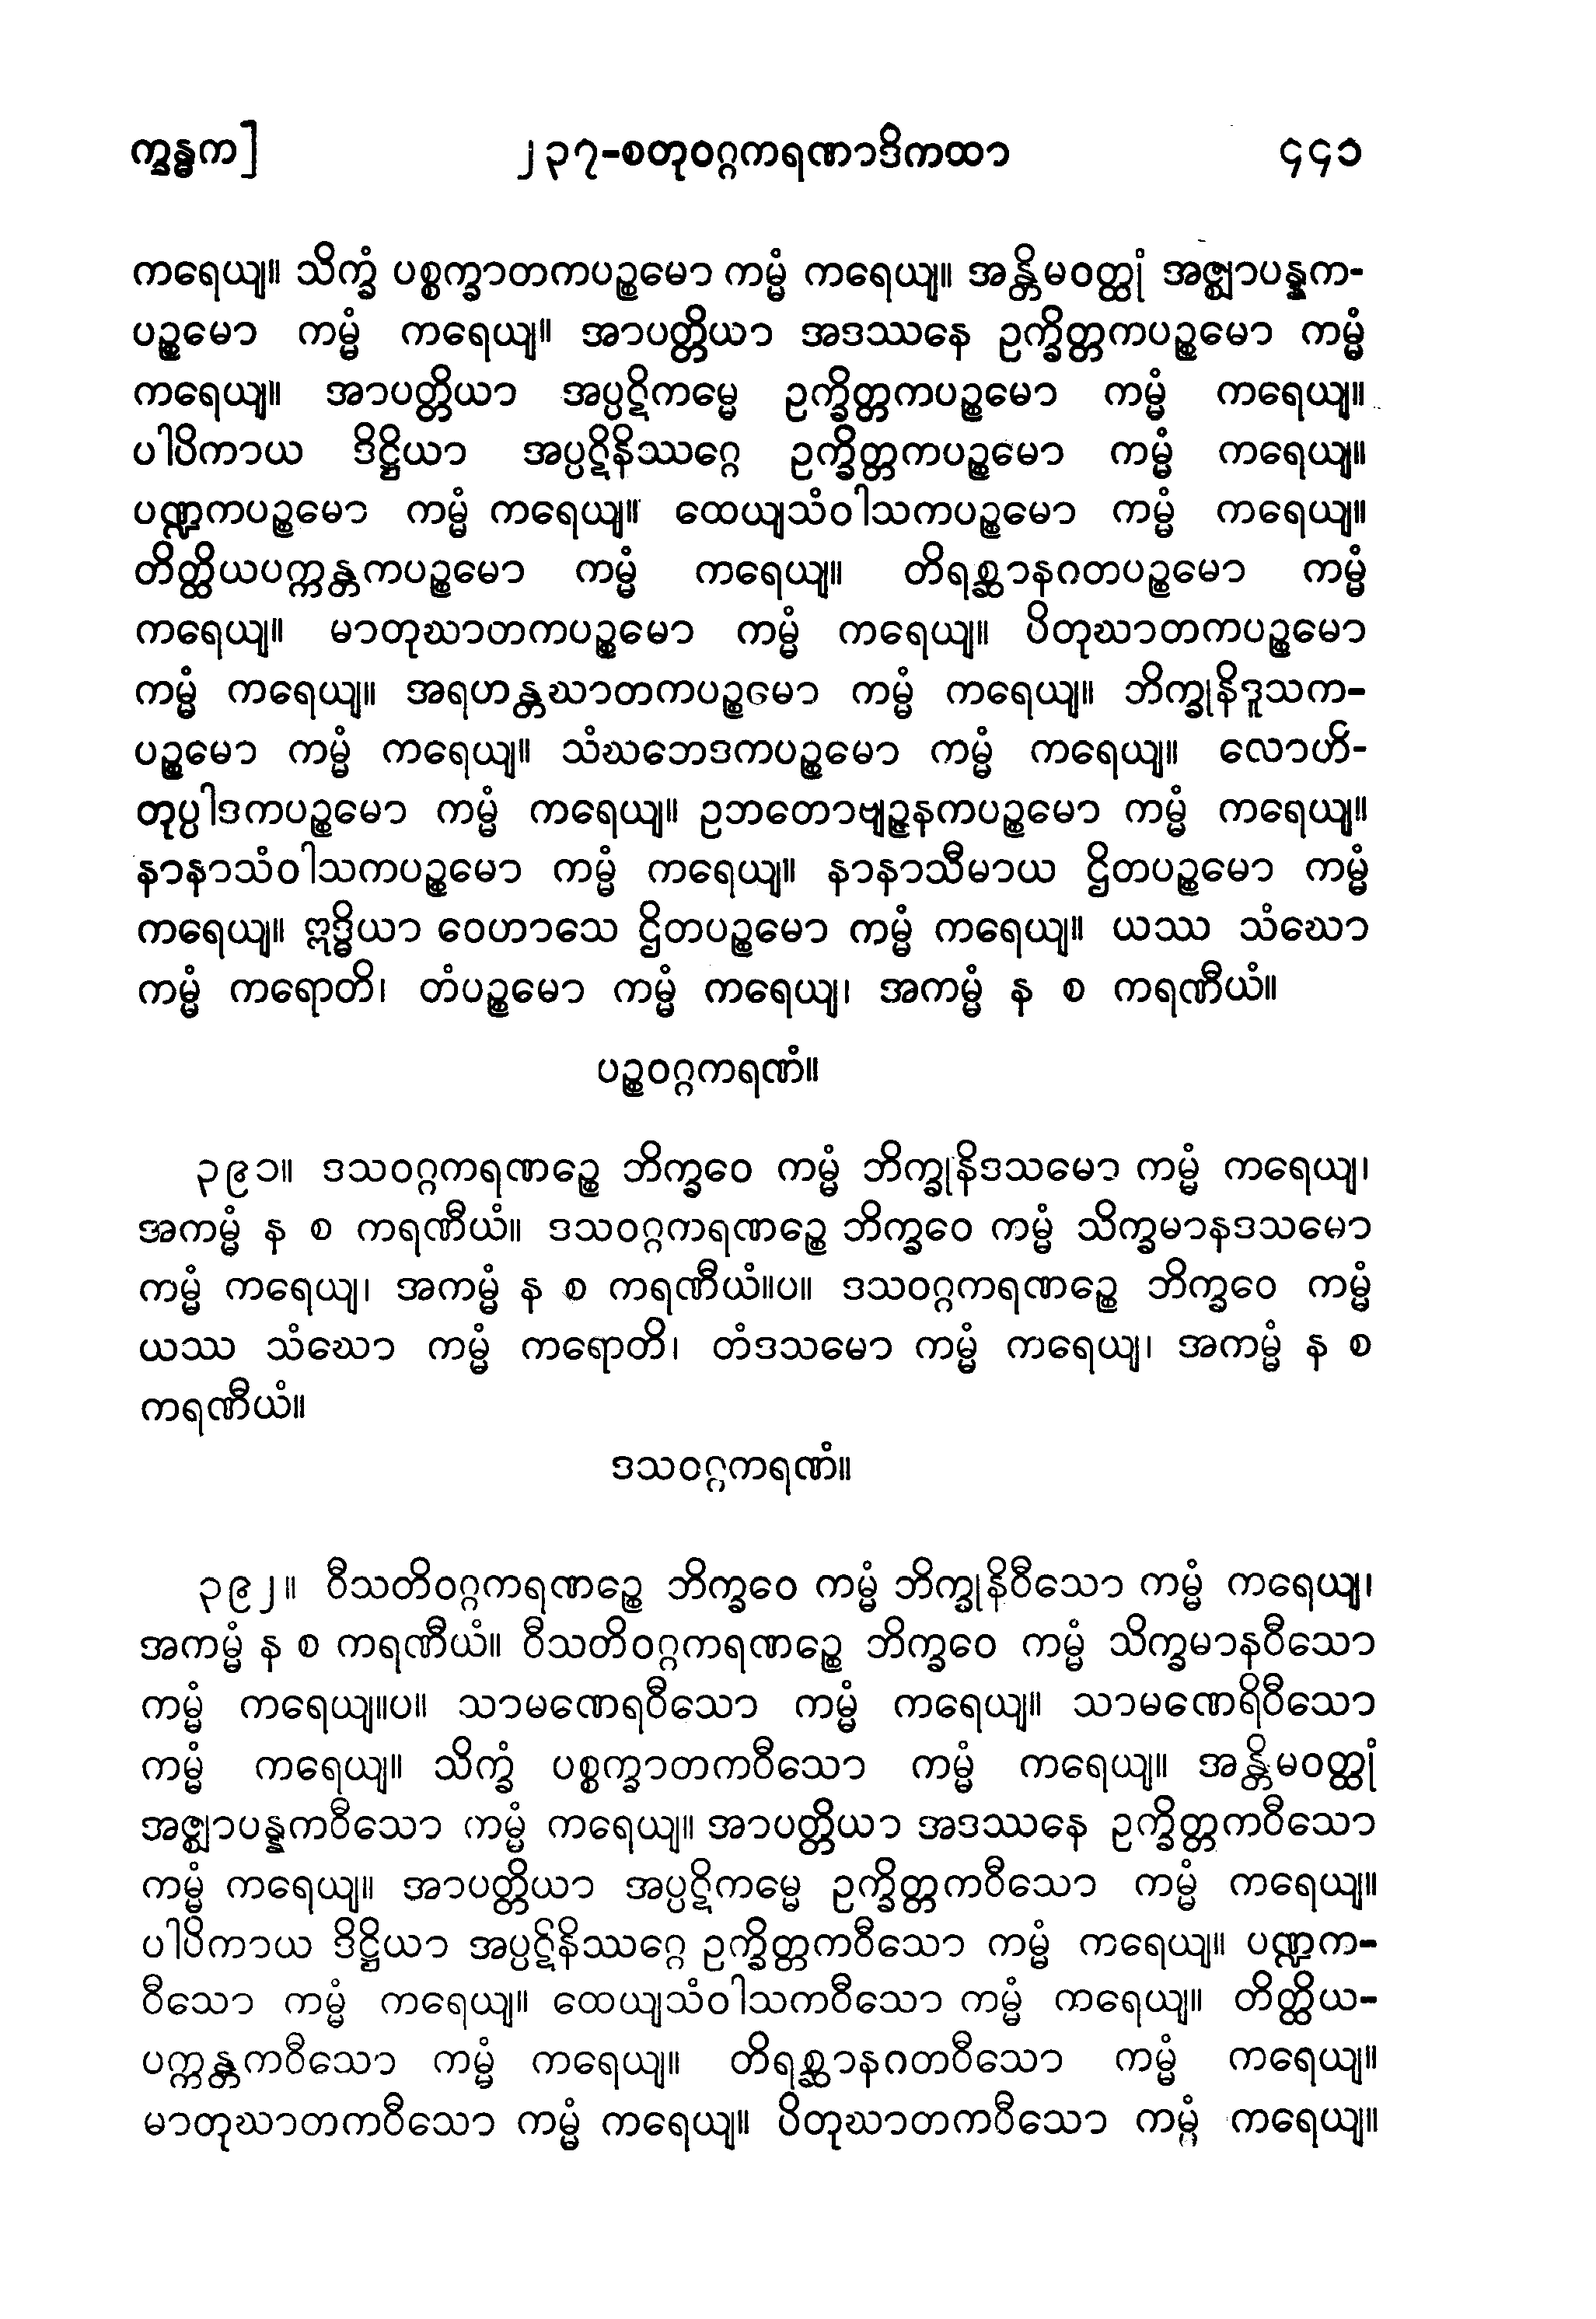 က္ခန္ဓက]
၂၃၇-စတုဝဂ္ဂကရဏာဒိကထာ
၄၄၁
ကရေယျ။ သိက္ခံ ပစ္စက္ခာတကပဉ္စမော ကမ္မံ ကရေယျ။ အန္တိမဝတ္ထုံ အဇ္ဈာပန္နက-
ပဉ္စမော ကမ္မံ ကရေယျ။ အာပတ္တိယာ အဒဿနေ ဥက္ခိတ္တကပဉ္စမော ကမ္မံ
ကရေယျ။ အာပတ္တိယာ အပ္ပဋိကမ္မေ ဥက္ခိတ္တကပဉ္စမော ကမ္မံ ကရေယျ။
ပါပိကာယ ဒိဋ္ဌိယာ အပ္ပဋိနိဿဂ္ဂေ ဥက္ခိတ္တကပဉ္စမော ကမ္မံ ကရေယျ။
ပဏ္ဍကပဉ္စမော ကမ္မံ ကရေယျ။ ထေယျသံဝါသကပဉ္စမော ကမ္မံ ကရေယျ။
တိတ္ထိယပက္ကန္တကပဉ္စမော ကမ္မံ ကရေယျ။ တိရစ္ဆာနဂတပဉ္စမော ကမ္မံ
ကရေယျ။ မာတုဃာတကပဉ္စမော ကမ္မံ ကရေယျ။ ပိတုဃာတကပဉ္စမော
ကမ္မံ ကရေယျ။ အရဟန္တဃာတကပဉ္စမော ကမ္မံ ကရေယျ။ ဘိက္ခုနိဒူသက-
ပဉ္စမော ကမ္မံ ကရေယျ။ သံဃဘေဒကပဉ္စမော ကမ္မံ ကရေယျ။ လောဟိ-
တုပ္ပါဒကပဉ္စမော ကမ္မံ ကရေယျ။ ဥဘတောဗျဉ္ဇနကပဉ္စမော ကမ္မံ ကရေယျ။
နာနာသံဝါသကပဉ္စမော ကမ္မံ ကရေယျ။ နာနာသီမာယ ဌိတပဉ္စမော ကမ္မံ
ကရေယျ။ ဣဒ္ဓိယာ ဝေဟာသေ ဌိတပဉ္စမော ကမ္မံ ကရေယျ။ ယဿ သံဃော
ကမ္မံ ကရောတိ၊ တံပဉ္စမော ကမ္မံ ကရေယျ၊ အကမ္မံ န စ ကရဏီယံ။
ပဉ္စဝဂ္ဂကရဏံ။
၃၉၁။ ဒသဝဂ္ဂကရဏဉ္စေ ဘိက္ခဝေ ကမ္မံ ဘိက္ခုနိဒသမော ကမ္မံ ကရေယျ၊
အကမ္မံ န စ ကရဏီယံ။ ဒသဝဂ္ဂကရဏဉ္စေ ဘိက္ခဝေ ကမ္မံ သိက္ခမာနဒသမော
ကမ္မံ ကရေယျ၊ အကမ္မံ န စ ကရဏီယံ။ပ။ ဒသဝဂ္ဂကရဏဉ္စေ ဘိက္ခဝေ ကမ္မံ
ယဿ သံဃော ကမ္မံ ကရောတိ၊ တံဒသမော ကမ္မံ ကရေယျ၊ အကမ္မံ န စ
ကရဏီယံ။
ဒသဝဂ္ဂကရဏံ။
၃၉၂။ ဝီသတိဝဂ္ဂကရဏဉ္စေ ဘိက္ခဝေ ကမ္မံ ဘိက္ခုနိဝီသော ကမ္မံ ကရေယျ၊
အကမ္မံ န စ ကရဏီယံ။ ဝီသတိဝဂ္ဂကရဏဉ္စေ ဘိက္ခဝေ ကမ္မံ သိက္ခမာနဝီသော
ကမ္မံ ကရေယျ။ပ။ သာမဏေရဝီသော ကမ္မံ ကရေယျ။ သာမဏေရိဝီသော
ကမ္မံ ကရေယျ။ သိက္ခံ ပစ္စက္ခာတကဝီသော ကမ္မံ ကရေယျ။ အန္တိမဝတ္ထုံ
အဇ္ဈာပန္နကဝီသော ကမ္မံ ကရေယျ။ အာပတ္တိယာ အဒဿနေ ဥက္ခိတ္တကဝီသော
ကမ္မံ ကရေယျ။ အာပတ္တိယာ အပ္ပဋိကမ္မေ ဥက္ခိတ္တကဝီသော ကမ္မံ ကရေယျ။
ပါပိကာယ ဒိဋ္ဌိယာ အပ္ပဋိနိဿဂ္ဂေ ဥက္ခိတ္တကဝီသော ကမ္မံ ကရေယျ။ ပဏ္ဍက-
ဝီသော ကမ္မံ ကရေယျ။ ထေယျသံဝါသကဝီသော ကမ္မံ ကရေယျ။ တိတ္ထိယ-
ပက္ကန္တကဝီသော ကမ္မံ ကရေယျ။ တိရစ္ဆာနဂတဝီသော ကမ္မံ ကရေယျ။
မာတုဃာတကဝီသော ကမ္မံ ကရေယျ။ ပိတုဃာတကဝီသော ကမ္မံ ကရေယျ။